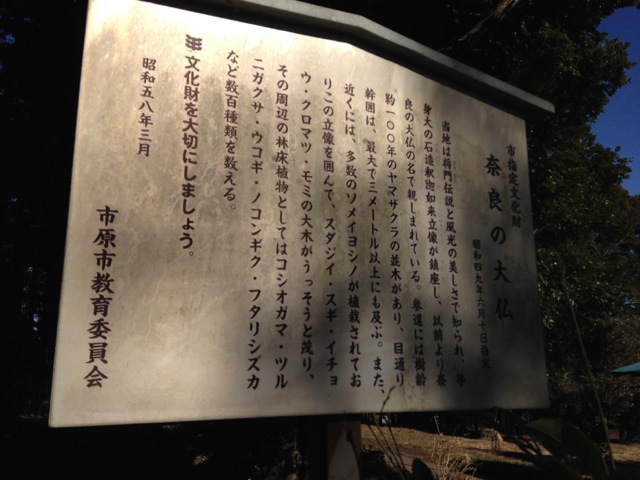 市指定文化財
奈良の大仏
昭和四九年六月十日指定
当地は将門伝説と風光の美しさで知られ、等
身大の石造釈迦如来立像が鎮座し、以前より奈
良の大仏の名で親しまれている。参道には樹齢
約一〇〇年のヤマザクラの並木があり、目通り
幹囲は、最大で三メートル以上にも及ぶ。また、
近くには、多数のソメイヨシノが植栽されてお
りこの立像を囲んで、スダジイ・スギ・イチョ
ウ・クロマツ・モミの大木がうっそうと茂り、
その周辺の林床植物としてはコシオガマ・ツル
ニガクサ・ウコギ・ノコンギク・フタリシズカ
など数百種類を数える。
文化財を大切にしましょう。
昭和五八年三月
市原市教育委員会